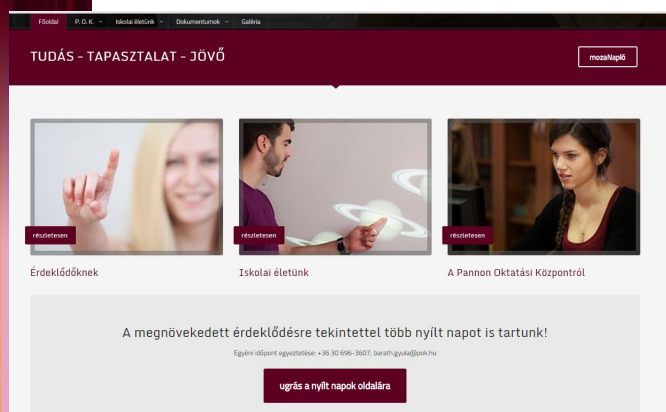 Főoldal P. O. K. Iskolai életünk Dokumentumok Galéria
TUDÁS - TAPASZTALAT - JÖVŐ
mozaNapló
részletesen részletesen részletesen
Érdeklődőknek Iskolai életünk A Pannon Oktatási Központról
A megnövekedett érdeklődésre tekintettel több nyílt napot is tartunk!
Egyéni időpont egyeztetése: +36 30 696-3607, barath.gyula@pok.hu
ugrás a nyílt napok oldalára